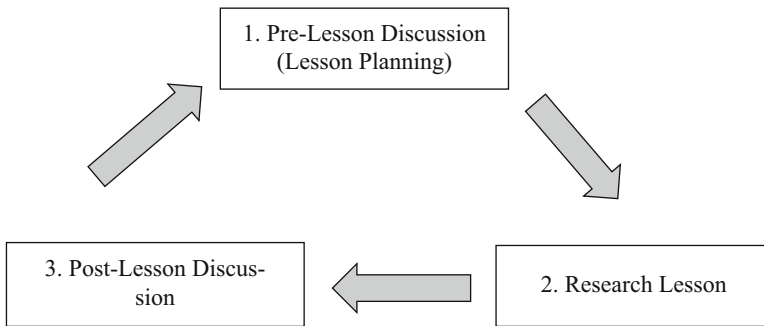 1. Pre-Lesson Discussion
(Lesson Planning)
2. Research Lesson
3. Post-Lesson Discus-
sion